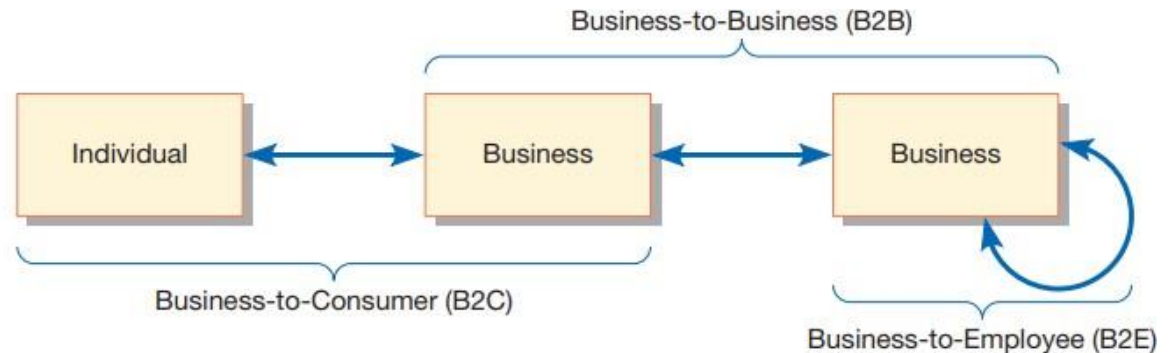 Business-to-Business (B2B)
Individual
Business
Business
Business-to-Consumer (B2C)
Business-to-Employee (B2E)